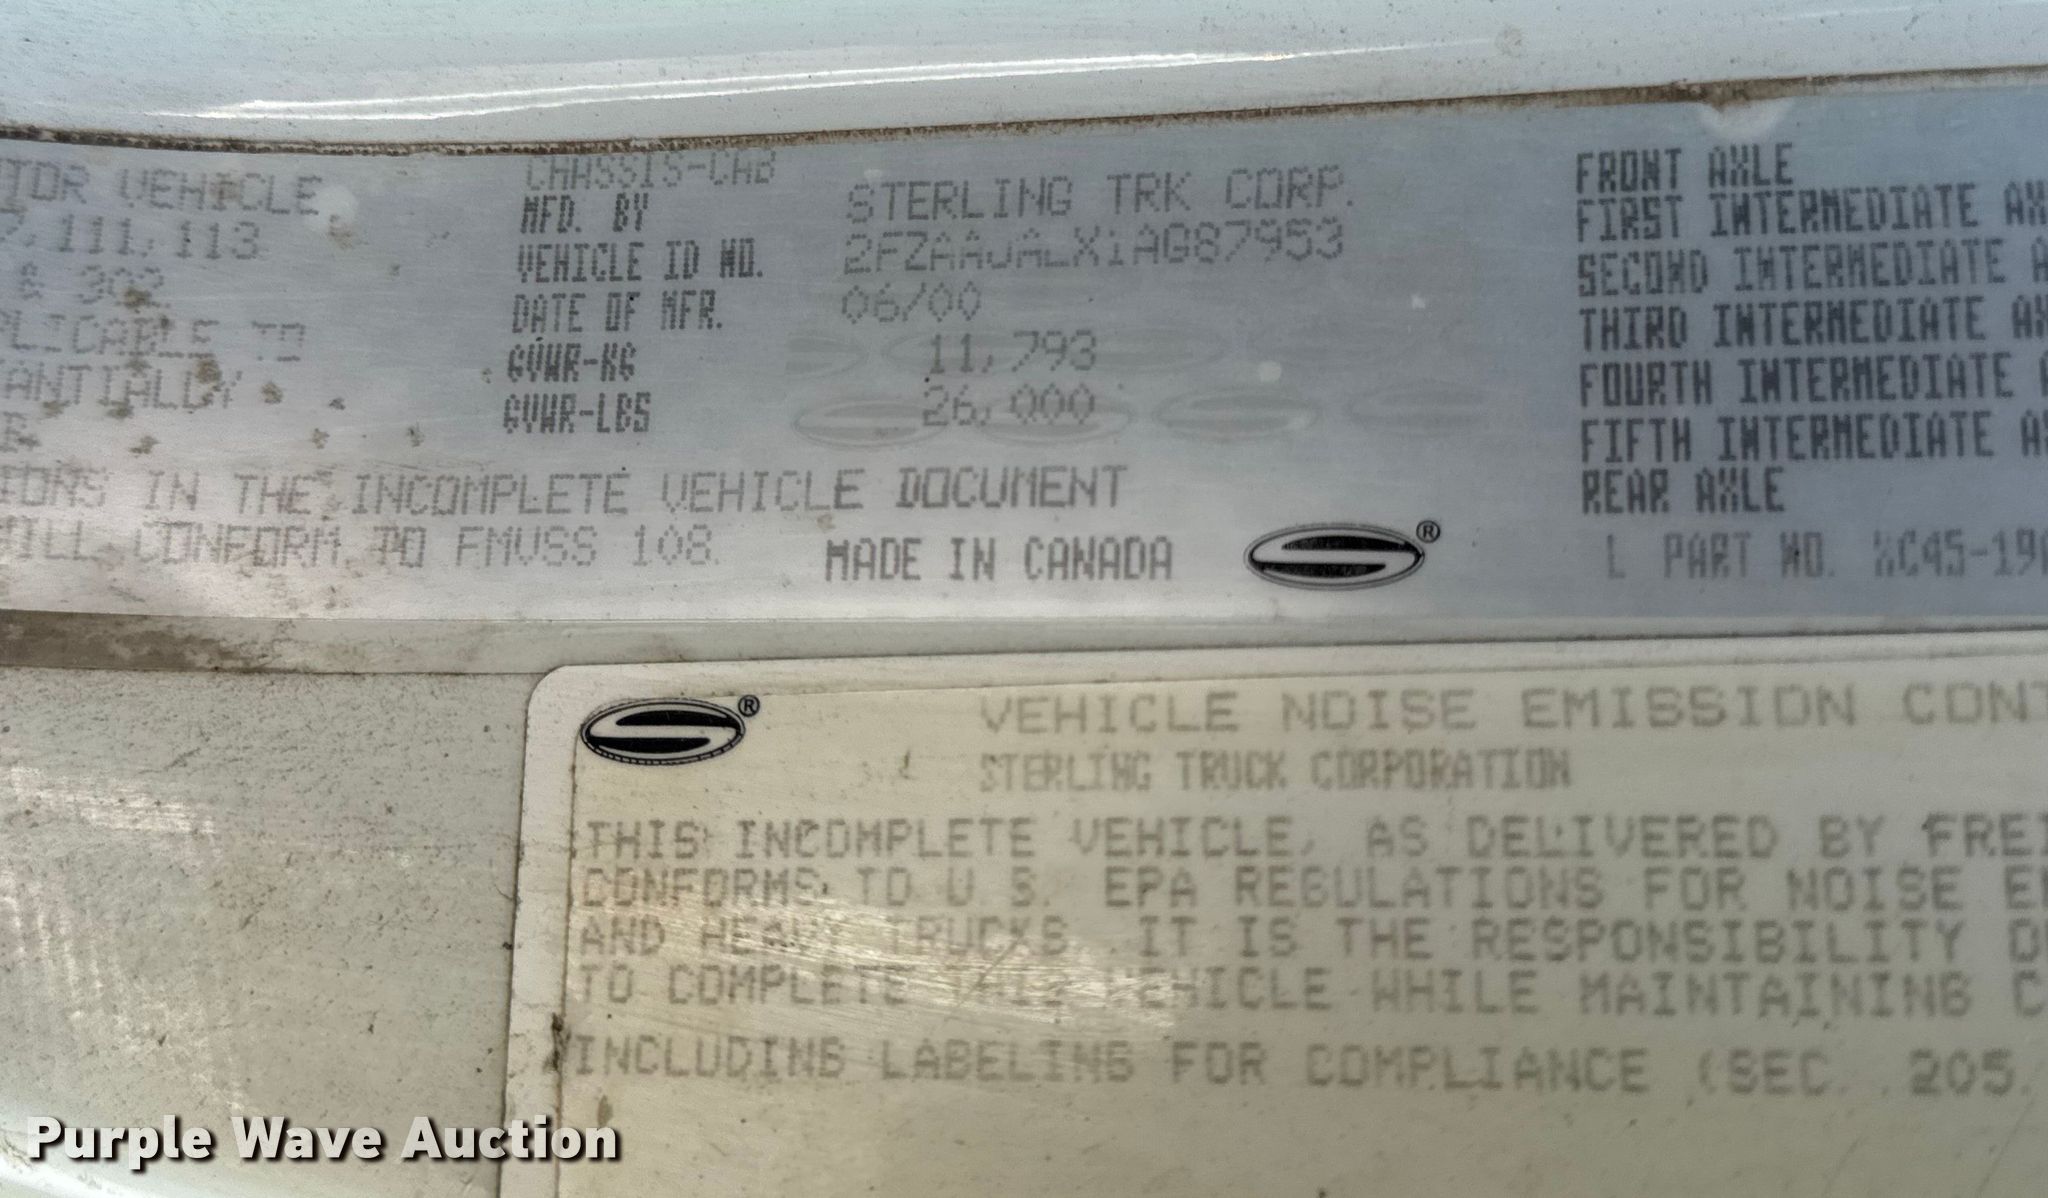 TOR VEHICLE
7,111,113
& 302
PLICABLE TO
ANTIALLY
E.
CHASSIS-CAB
MFD. BY STERLING TRK CORP.
VEHICLE ID NO. 2FZAAJALX1AG87953
DATE OF MFR. 06/00
GVWR-KG 11,793
GVWR-LBS 26,000
IONS IN THE INCOMPLETE VEHICLE DOCUMENT
WILL CONFORM TO FMVSS 108.
MADE IN CANADA
®
FRONT AXLE
FIRST INTERMEDIATE AX
SECOND INTERMEDIATE A
THIRD INTERMEDIATE AX
FOURTH INTERMEDIATE A
FIFTH INTERMEDIATE A
REAR AXLE
L PART NO. XC45-19
®
VEHICLE NOISE EMISSION CONT
STERLING TRUCK CORPORATION
THIS INCOMPLETE VEHICLE, AS DELIVERED BY FREI
CONFORMS TO U.S. EPA REGULATIONS FOR NOISE E
AND HEAVY TRUCKS. IT IS THE RESPONSIBILITY O
TO COMPLETE THIS VEHICLE WHILE MAINTAINING C
INCLUDING LABELING FOR COMPLIANCE (SEC. 205.
Purple Wave Auction